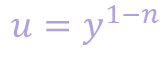 u = y^{1-n}